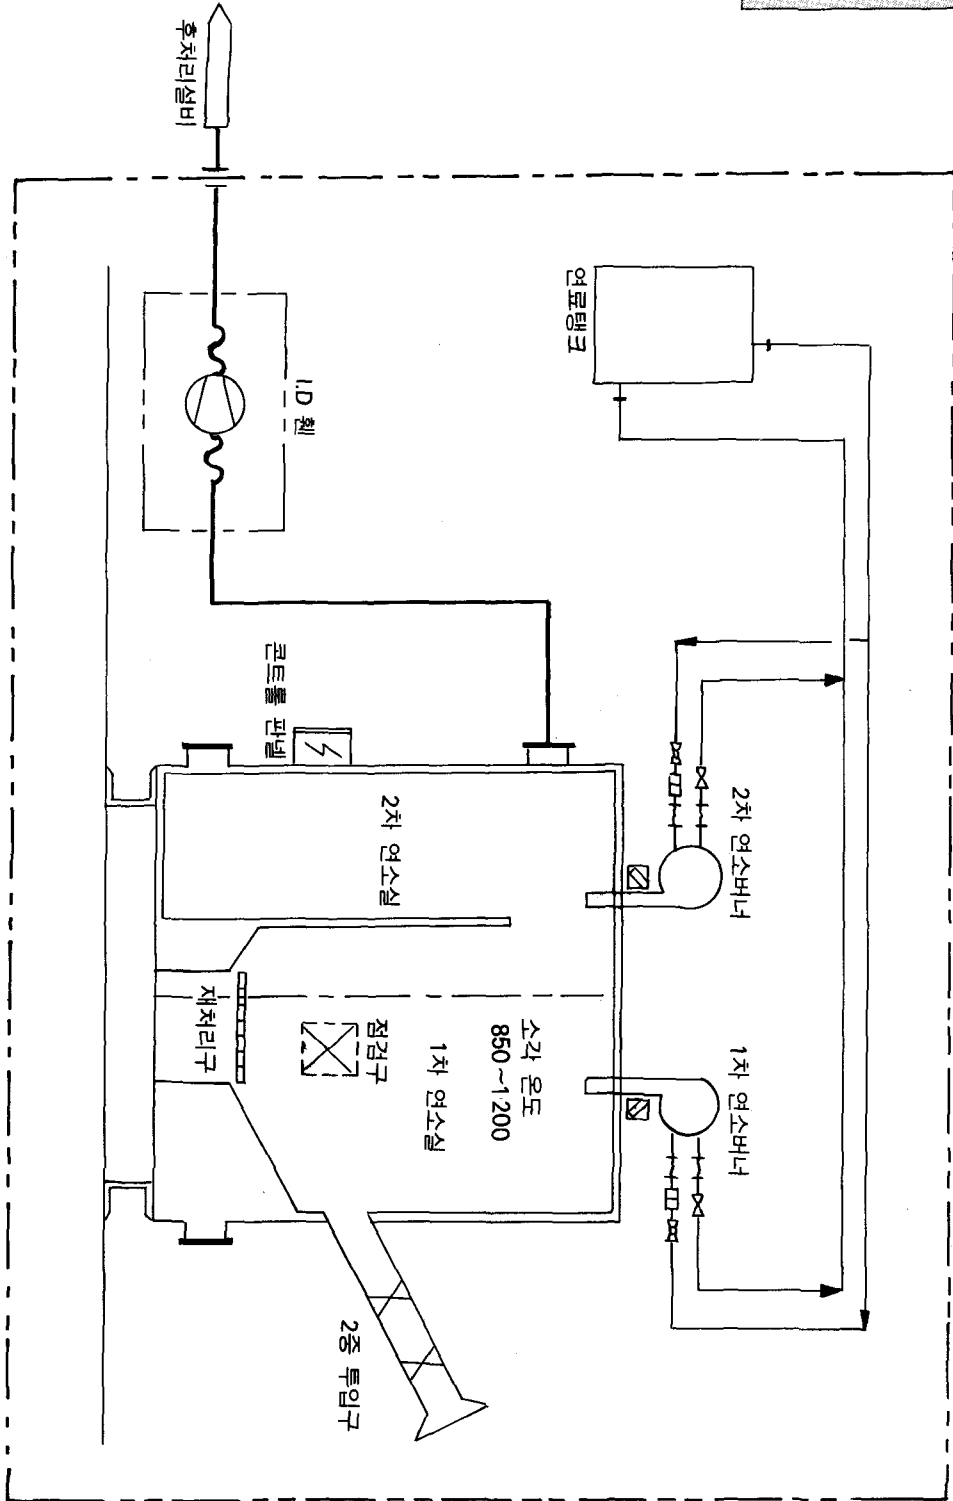 후처리설비
I.D 휀
연료탱크
콘트롤 판넬
2차 연소버너
1차 연소버너
2차 연소실
재처리구
점검구
1차 연소실
소각 온도
850~1200
2중 투입구